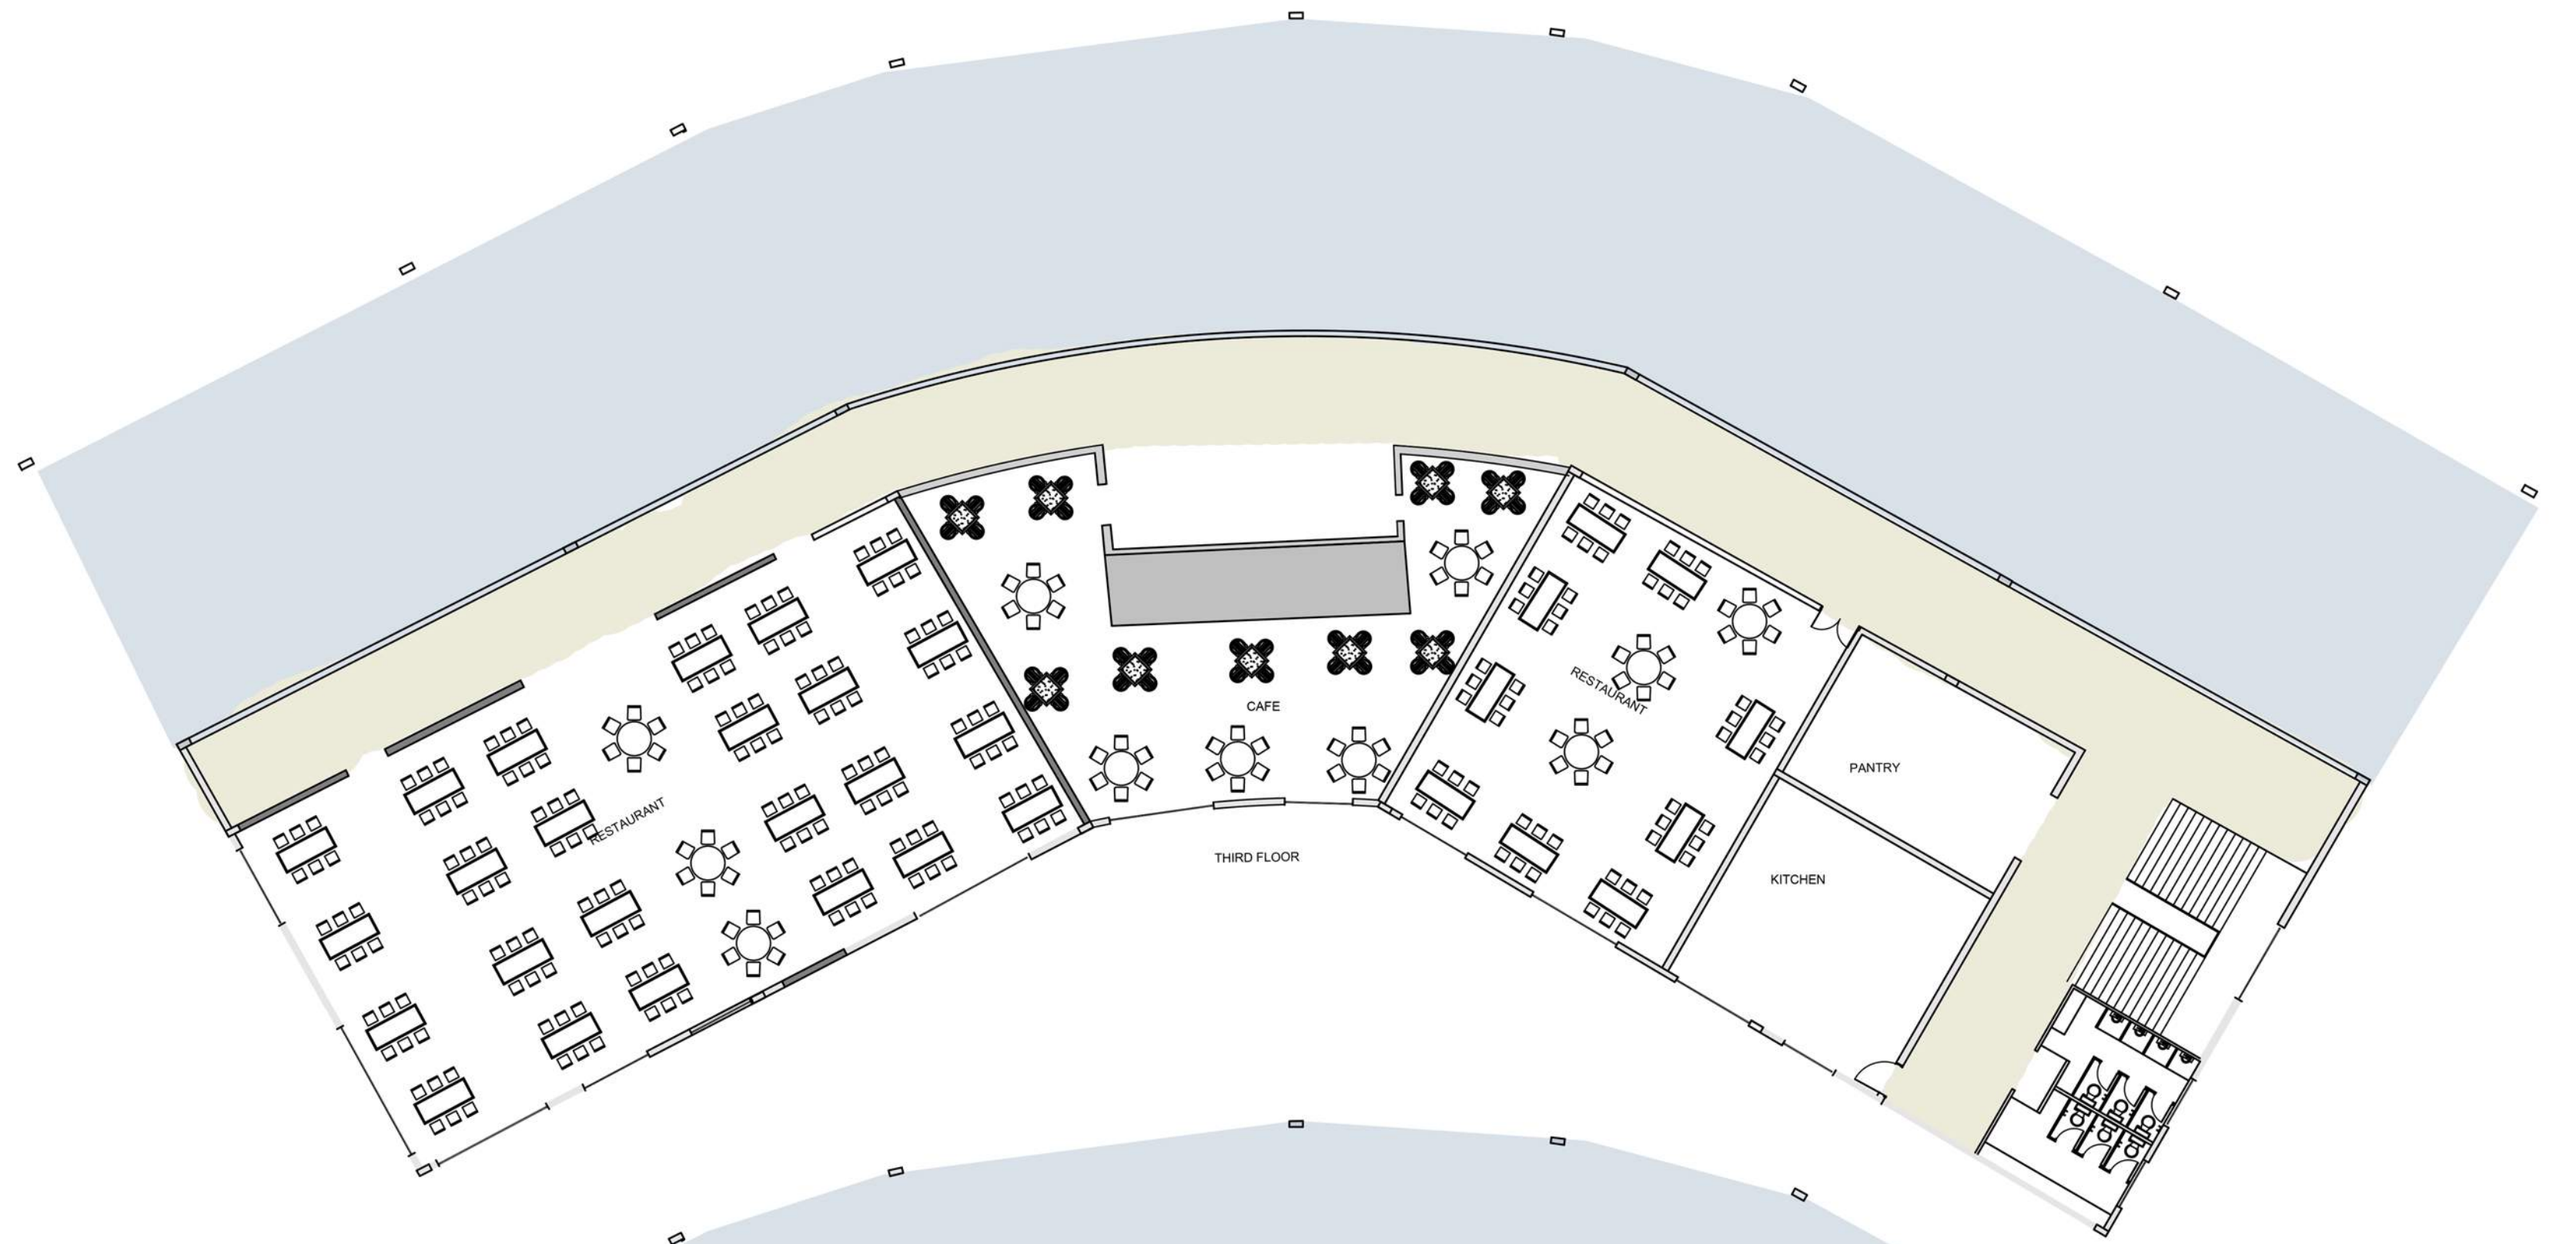 RESTAURANT
CAFE
RESTAURANT
PANTRY
KITCHEN
THIRD FLOOR